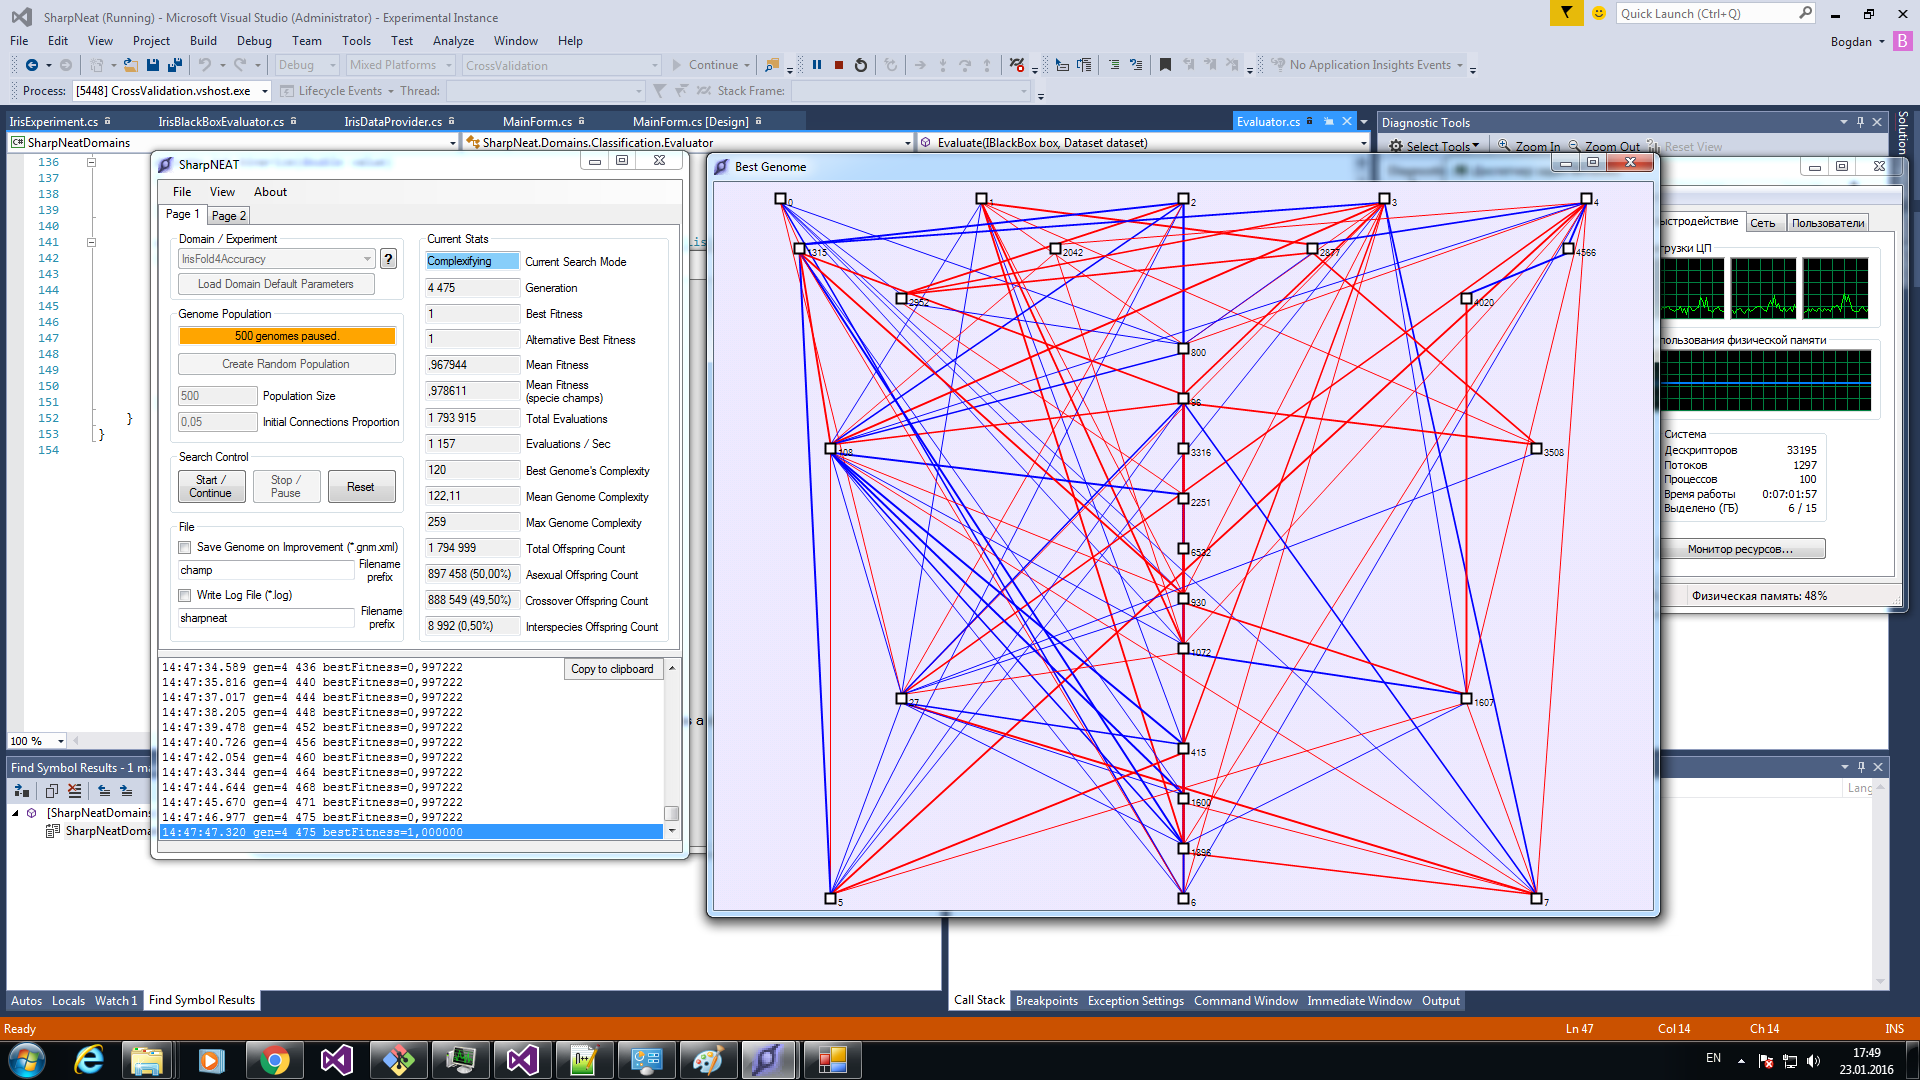 SharpNeat (Running) - Microsoft Visual Studio (Administrator) - Experimental Instance
Quick Launch (Ctrl+Q)
File Edit View Project Build Debug Team Tools Test Analyze Window Help
Bogdan B
Debug Mixed Platforms CrossValidation Continue No Application Insights Events
Process: [5448] CrossValidation.vshost.exe Lifecycle Events Thread: Stack Frame:
IrisExperiment.cs IrisBlackBoxEvaluator.cs IrisDataProvider.cs MainForm.cs MainForm.cs [Design] Evaluator.cs
Diagnostic Tools
Solution
SharpNeatDomains SharpNeat.Domains.Classification.Evaluator Evaluate(IBlackBox box, Dataset dataset)
Select Tools Zoom In Zoom Out Reset View
136
137
138
139
140
141
142
143
144
145
146
147
148
149
150
151
152 }
153 }
154
100 %
SharpNEAT
File View About
Page 1 Page 2
Domain / Experiment
IrisFold4Accuracy ?
Load Domain Default Parameters
Genome Population
500 genomes paused.
Create Random Population
500 Population Size
0,05 Initial Connections Proportion
Search Control
Start / Continue
Stop / Pause
Reset
File
Save Genome on Improvement (*.gnm.xml)
champ Filename prefix
Write Log File (*.log)
sharpneat Filename prefix
Current Stats
Complexifying Current Search Mode
4 475 Generation
1 Best Fitness
1 Alternative Best Fitness
,967944 Mean Fitness
,978611 Mean Fitness (specie champs)
1 793 915 Total Evaluations
1 157 Evaluations / Sec
120 Best Genome's Complexity
122,11 Mean Genome Complexity
259 Max Genome Complexity
1 794 999 Total Offspring Count
897 458 (50,00%) Asexual Offspring Count
888 549 (49,50%) Crossover Offspring Count
8 992 (0,50%) Interspecies Offspring Count
Copy to clipboard
14:47:34.589 gen=4 436 bestFitness=0,997222
14:47:35.816 gen=4 440 bestFitness=0,997222
14:47:37.017 gen=4 444 bestFitness=0,997222
14:47:38.205 gen=4 448 bestFitness=0,997222
14:47:39.478 gen=4 452 bestFitness=0,997222
14:47:40.726 gen=4 456 bestFitness=0,997222
14:47:42.054 gen=4 460 bestFitness=0,997222
14:47:43.344 gen=4 464 bestFitness=0,997222
14:47:44.644 gen=4 468 bestFitness=0,997222
14:47:45.670 gen=4 471 bestFitness=0,997222
14:47:46.977 gen=4 475 bestFitness=0,997222
14:47:47.320 gen=4 475 bestFitness=1,000000
Best Genome
0 1 2 3 4
1315 2042 2877 4566
2952 4020
800
96
108 3316 3508
2251
6532
930
1072
27 1607
415
1600
1896
5 6 7
ыстродействие Сеть Пользователи
грузки ЦП
пользования физической памяти
Система
Дескрипторов 33195
Потоков 1297
Процессов 100
Время работы 0:07:01:57
Выделено (ГБ) 6 / 15
Монитор ресурсов...
Физическая память: 48%
Find Symbol Results - 1 ma
[SharpNeatDomains
SharpNeatDoma
Lang
Autos Locals Watch 1 Find Symbol Results
Call Stack Breakpoints Exception Settings Command Window Immediate Window Output
Ready Ln 47 Col 14 Ch 14 INS
EN 17:49
23.01.2016